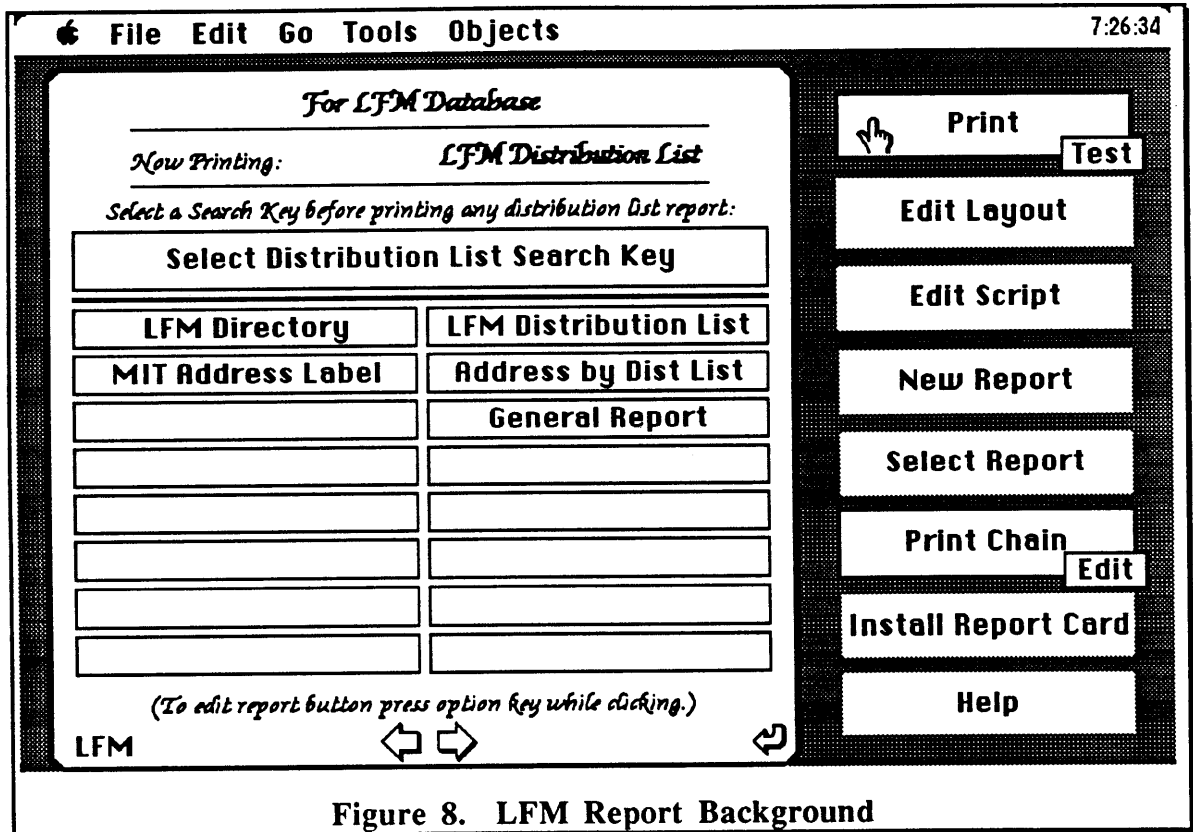 File Edit Go Tools Objects 7:26:34
For LFM Database
Now Printing: LFM Distribution List
Select a Search Key before printing any distribution list report:
Select Distribution List Search Key
LFM Directory LFM Distribution List
MIT Address Label Address by Dist List
General Report
(To edit report button press option key while clicking.)
LFM
Print
Test
Edit Layout
Edit Script
New Report
Select Report
Print Chain
Edit
Install Report Card
Help
Figure 8. LFM Report Background